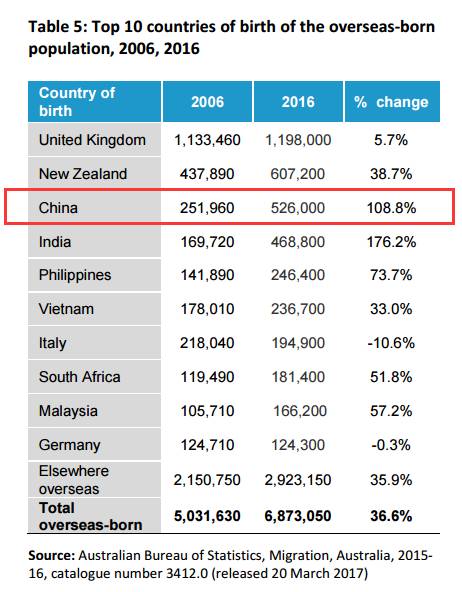 Table 5: Top 10 countries of birth of the overseas-born
population, 2006, 2016
Country of
birth 2006 2016 % change
United Kingdom 1,133,460 1,198,000 5.7%
New Zealand 437,890 607,200 38.7%
China 251,960 526,000 108.8%
India 169,720 468,800 176.2%
Philippines 141,890 246,400 73.7%
Vietnam 178,010 236,700 33.0%
Italy 218,040 194,900 -10.6%
South Africa 119,490 181,400 51.8%
Malaysia 105,710 166,200 57.2%
Germany 124,710 124,300 -0.3%
Elsewhere
overseas 2,150,750 2,923,150 35.9%
Total
overseas-born 5,031,630 6,873,050 36.6%
Source: Australian Bureau of Statistics, Migration, Australia, 2015-
16, catalogue number 3412.0 (released 20 March 2017)